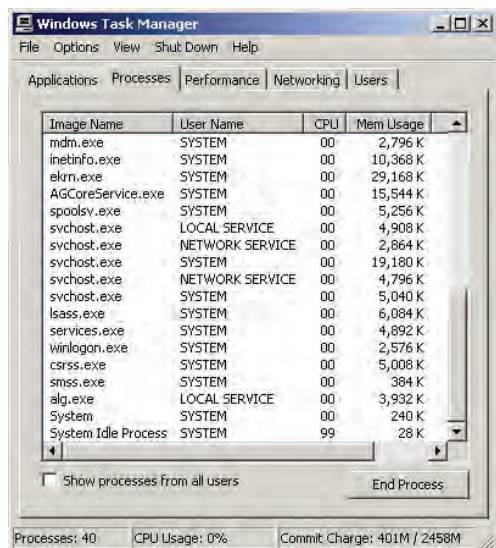 Windows Task Manager
File Options View Shut Down Help
Applications Processes Performance Networking Users
Image Name User Name CPU Mem Usage
mdm.exe SYSTEM 00 2,796 K
inetinfo.exe SYSTEM 00 10,368 K
ekrn.exe SYSTEM 00 29,168 K
AGCoreService.exe SYSTEM 00 15,544 K
spoolsv.exe SYSTEM 00 5,256 K
svchost.exe LOCAL SERVICE 00 4,908 K
svchost.exe NETWORK SERVICE 00 2,864 K
svchost.exe SYSTEM 00 19,180 K
svchost.exe NETWORK SERVICE 00 4,796 K
svchost.exe SYSTEM 00 5,040 K
lsass.exe SYSTEM 00 6,084 K
services.exe SYSTEM 00 4,892 K
winlogon.exe SYSTEM 00 2,576 K
csrss.exe SYSTEM 00 5,008 K
smss.exe SYSTEM 00 384 K
alg.exe LOCAL SERVICE 00 3,932 K
System SYSTEM 00 240 K
System Idle Process SYSTEM 99 28 K
Show processes from all users End Process
Processes: 40 CPU Usage: 0% Commit Charge: 401M / 2458M